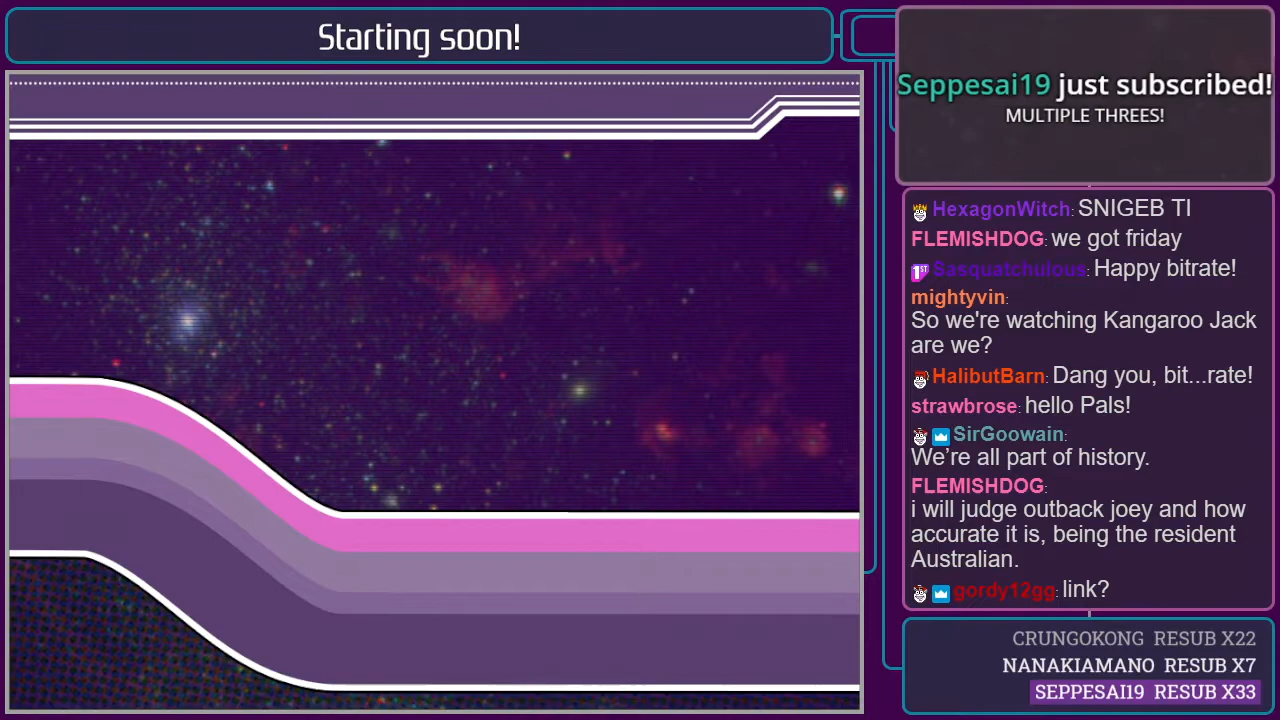 Starting soon!
Seppesai19 just subscribed!
MULTIPLE THREES!
HexagonWitch: SNIGEB TI
FLEMISHDOG: we got friday
1ST Sasquatchulous: Happy bitrate!
mightyvin:
So we're watching Kangaroo Jack
are we?
HalibutBarn: Dang you, bit...rate!
strawbrose: hello Pals!
SirGoowain:
We're all part of history.
FLEMISHDOG:
i will judge outback joey and how
accurate it is, being the resident
Australian.
gordy12gg: link?
CRUNGOKONG RESUB X22
NANAKIAMANO RESUB X7
SEPPESAI19 RESUB X33